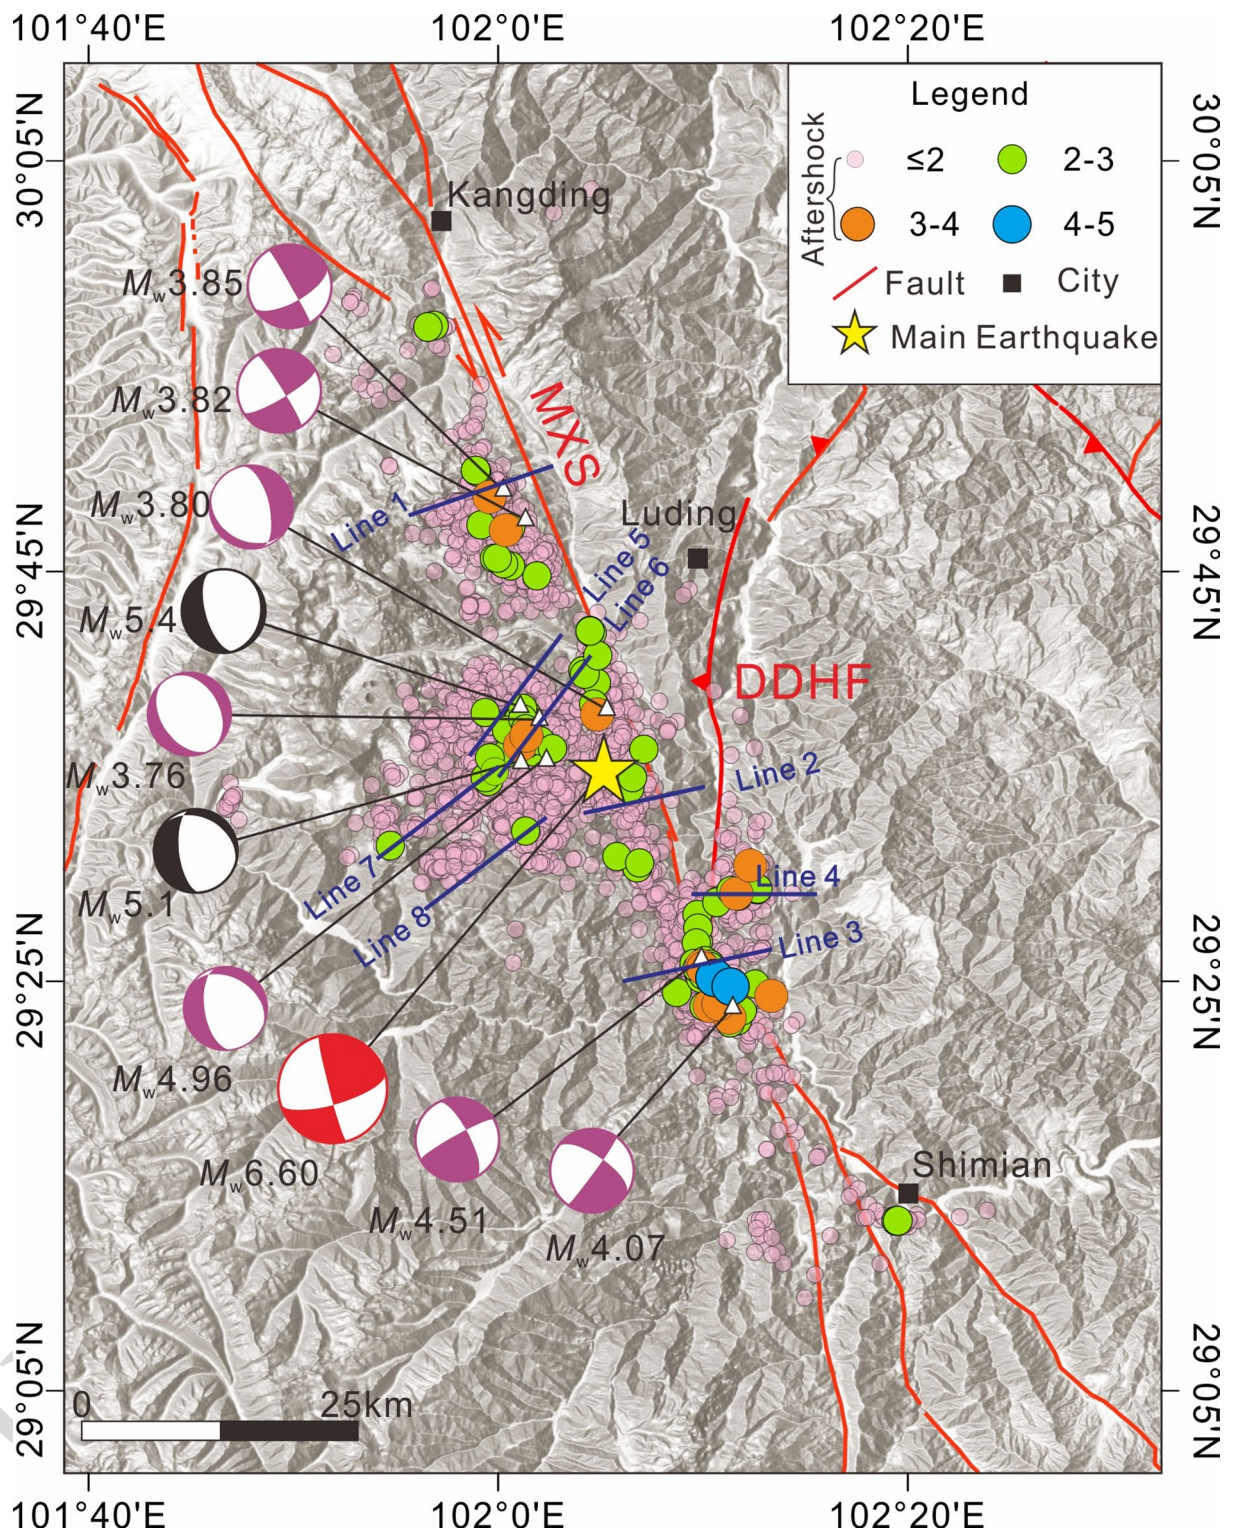 101°40'E 102°0'E 102°20'E
Legend
Aftershock
≤2 2-3
3-4 4-5
Fault City
Main Earthquake
30°05'N 30°05'N
Kangding
Mw3.85
Mw3.82
MXS
Mw3.80
Line 1
Luding
29°45'N 29°45'N
Line 5
Line 6
Mw5.4
DDHF
Mw3.76
Line 2
Line 7
Line 4
Mw5.1
Line 8
Line 3
29°25'N 29°25'N
Mw4.96
Mw6.60
Mw4.51
Mw4.07
Shimian
29°05'N 29°05'N
0 25km
101°40'E 102°0'E 102°20'E